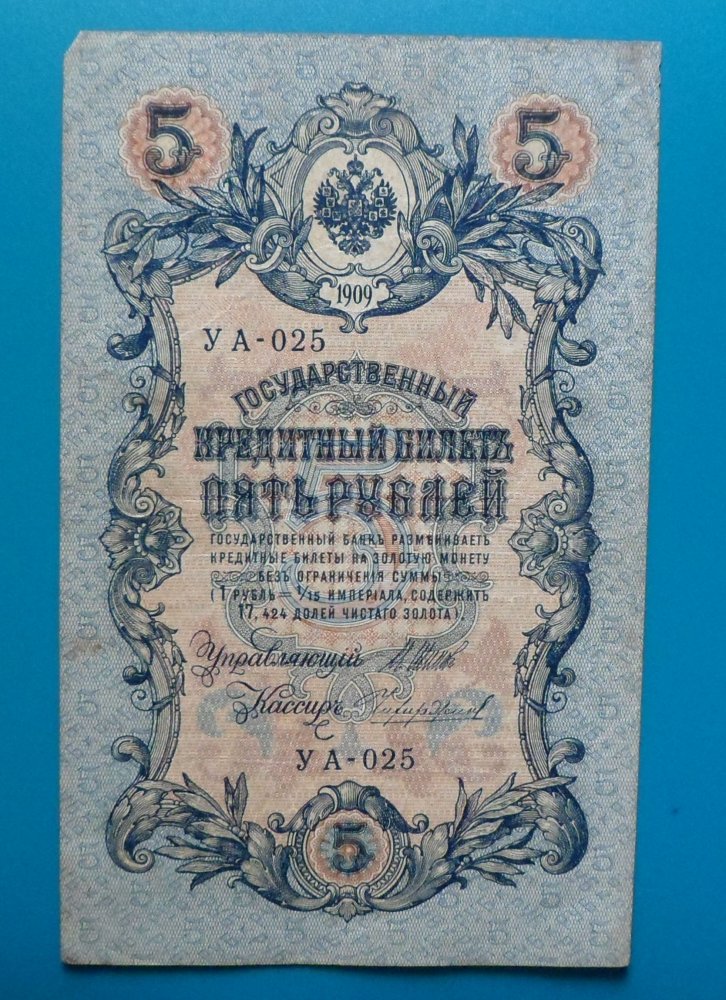 5 5
1909
УА-025
ГОСУДАРСТВЕННЫЙ
КРЕДИТНЫЙ БИЛЕТЪ
ПЯТЬ РУБЛЕЙ
ГОСУДАРСТВЕННЫЙ БАНКЪ РАЗМѢНИВАЕТЪ
КРЕДИТНЫЕ БИЛЕТЫ НА ЗОЛОТУЮ МОНЕТУ
БЕЗЪ ОГРАНИЧЕНІЯ СУММЫ
(1 РУБЛЬ = 1/15 ИМПЕРІАЛА, СОДЕРЖИТЪ
17,424 ДОЛЕЙ ЧИСТАГО ЗОЛОТА).
Управляющій
Кассиръ
УА-025
5